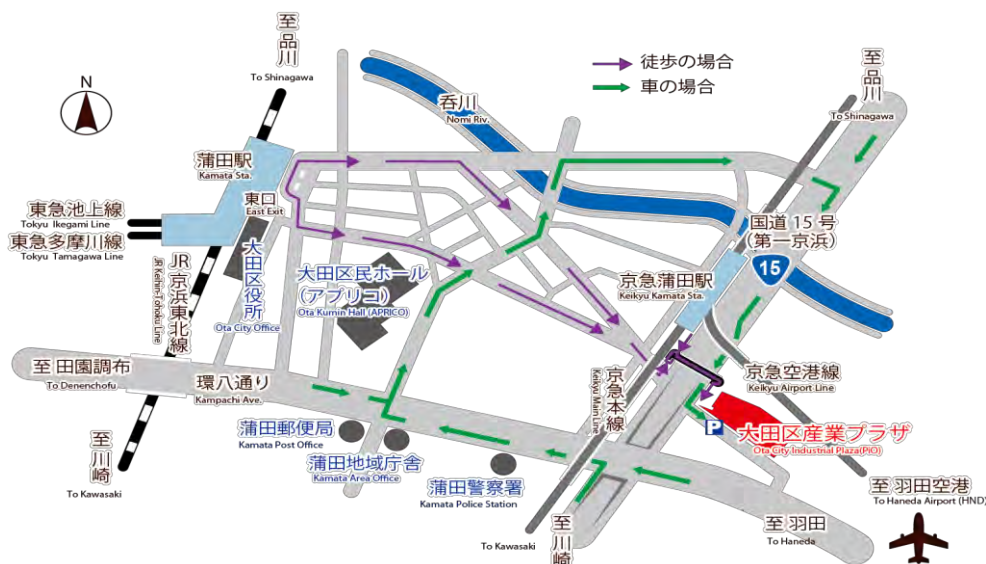 至品川
To Shinagawa
N
徒歩の場合
車の場合
至品川
To Shinagawa
呑川
Nomi Riv.
蒲田駅
Kamata Sta.
東口
East Exit
東急池上線
Tokyu Ikegami Line
東急多摩川線
Tokyu Tamagawa Line
JR京浜東北線
JR Keihin-Tohoku Line
大田区役所
Ota City Office
大田区民ホール
（アプリコ）
Ota Kumin Hall (APRICO)
国道15号
（第一京浜）
15
京急蒲田駅
Keikyu Kamata Sta.
至 田園調布
To Denenchofu
環八通り
Kampachi Ave.
京急本線
Keikyu Main Line
京急空港線
Keikyu Airport Line
P
大田区産業プラザ
Ota City Industrial Plaza(PiO)
蒲田郵便局
Kamata Post Office
蒲田地域庁舎
Kamata Area Office
蒲田警察署
Kamata Police Station
至川崎
To Kawasaki
至川崎
To Kawasaki
至 羽田
To Haneda
至 羽田空港
To Haneda Airport (HND)